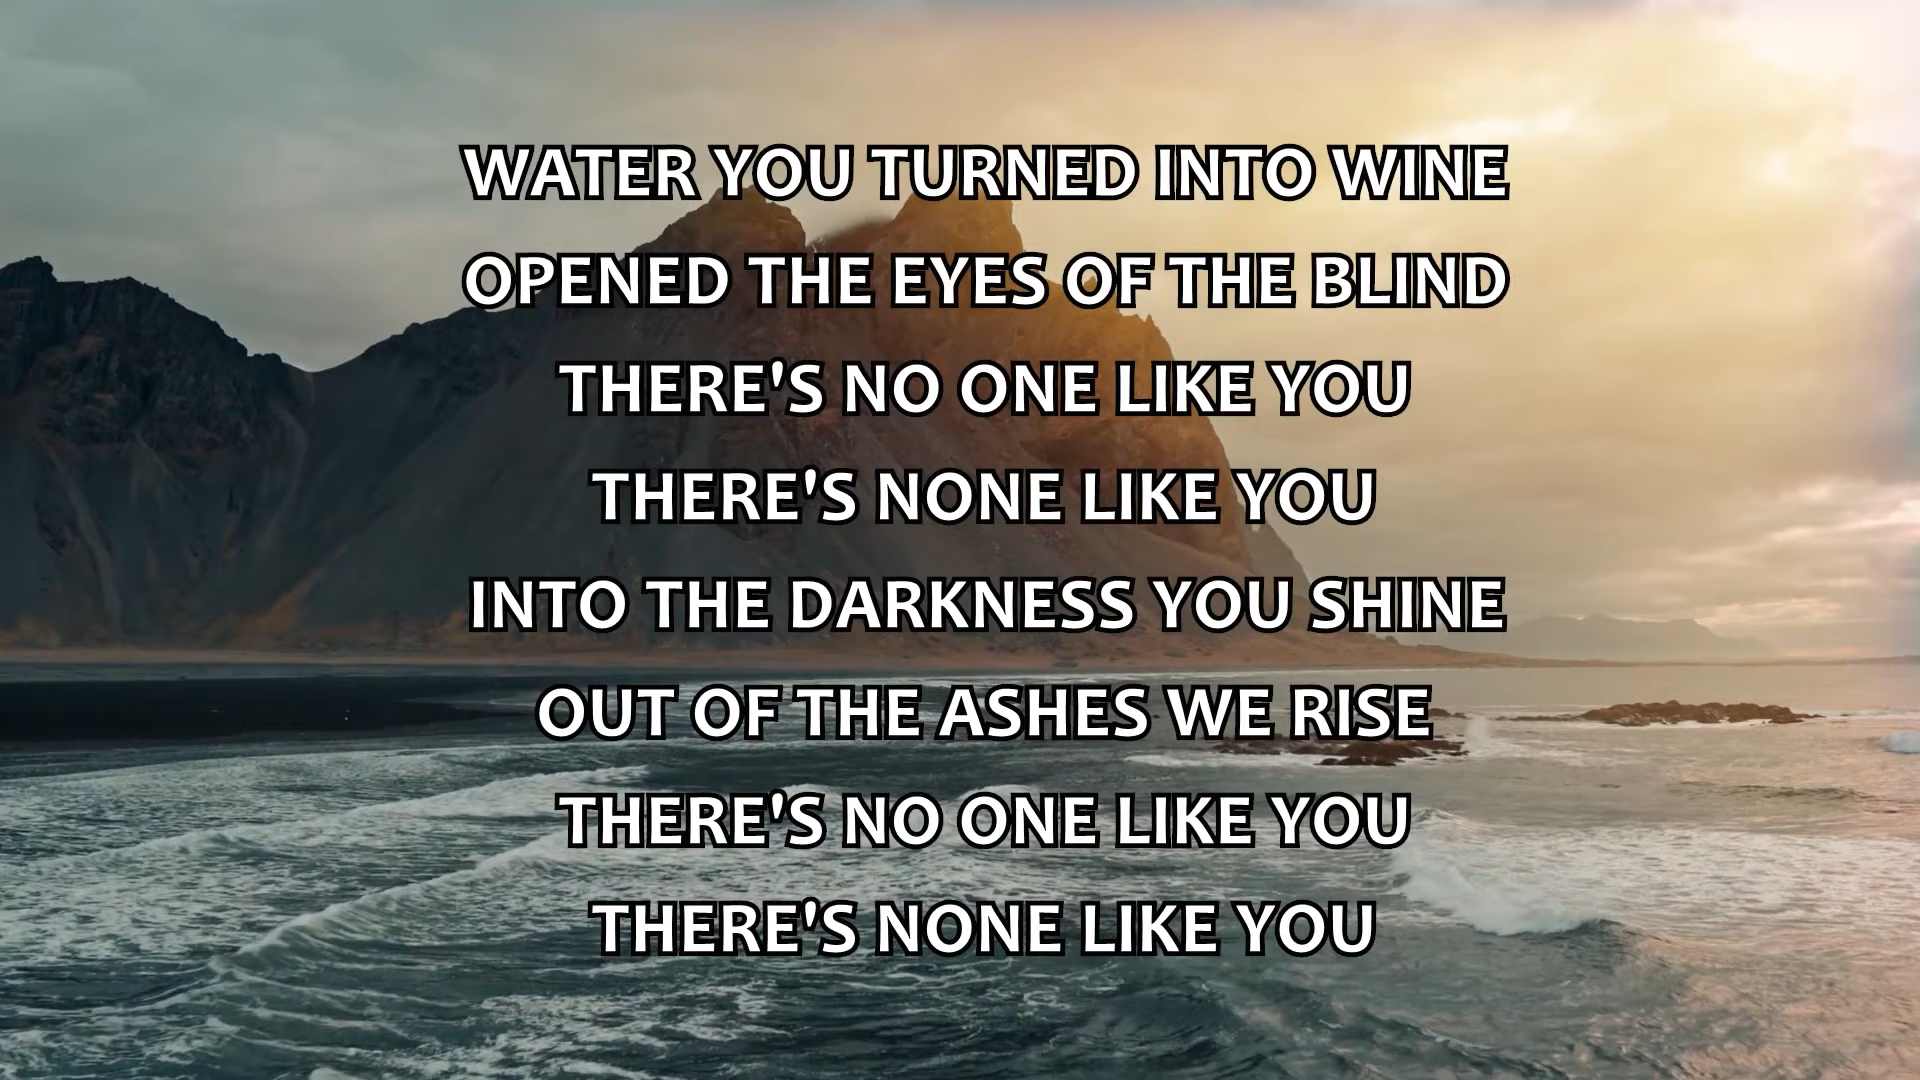 WATER YOU TURNED INTO WINE
OPENED THE EYES OF THE BLIND
THERE'S NO ONE LIKE YOU
THERE'S NONE LIKE YOU
INTO THE DARKNESS YOU SHINE
OUT OF THE ASHES WE RISE
THERE'S NO ONE LIKE YOU
THERE'S NONE LIKE YOU